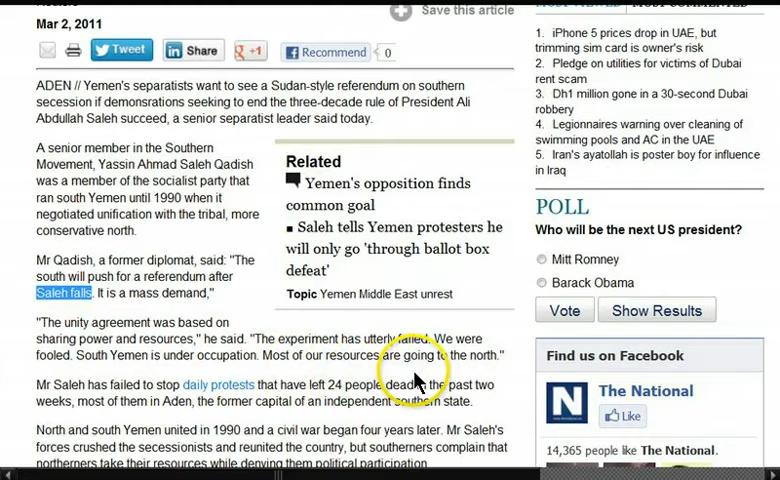 Save this article
Mar 2, 2011
Tweet
Share
g +1
Recommend
0
ADEN // Yemen's separatists want to see a Sudan-style referendum on southern
secession if demonsrations seeking to end the three-decade rule of President Ali
Abdullah Saleh succeed, a senior separatist leader said today.
A senior member in the Southern
Movement, Yassin Ahmad Saleh Qadish
was a member of the socialist party that
ran south Yemen until 1990 when it
negotiated unification with the tribal, more
conservative north.
Related
Yemen's opposition finds
common goal
Saleh tells Yemen protesters he
will only go 'through ballot box
defeat'
Topic Yemen Middle East unrest
Mr Qadish, a former diplomat, said: "The
south will push for a referendum after
Saleh falls. It is a mass demand,"
"The unity agreement was based on
sharing power and resources," he said. "The experiment has utterly failed. We were
fooled. South Yemen is under occupation. Most of our resources are going to the north."
Mr Saleh has failed to stop daily protests that have left 24 people dead in the past two
weeks, most of them in Aden, the former capital of an independent southern state.
North and south Yemen united in 1990 and a civil war began four years later. Mr Saleh's
forces crushed the secessionists and reunited the country, but southerners complain that
northerners take their resources while denying them political participation
1. iPhone 5 prices drop in UAE, but
trimming sim card is owner's risk
2. Pledge on utilities for victims of Dubai
rent scam
3. Dh1 million gone in a 30-second Dubai
robbery
4. Legionnaires warning over cleaning of
swimming pools and AC in the UAE
5. Iran's ayatollah is poster boy for influence
in Iraq
POLL
Who will be the next US president?
Mitt Romney
Barack Obama
Vote
Show Results
Find us on Facebook
N
The National
Like
14,365 people like The National.